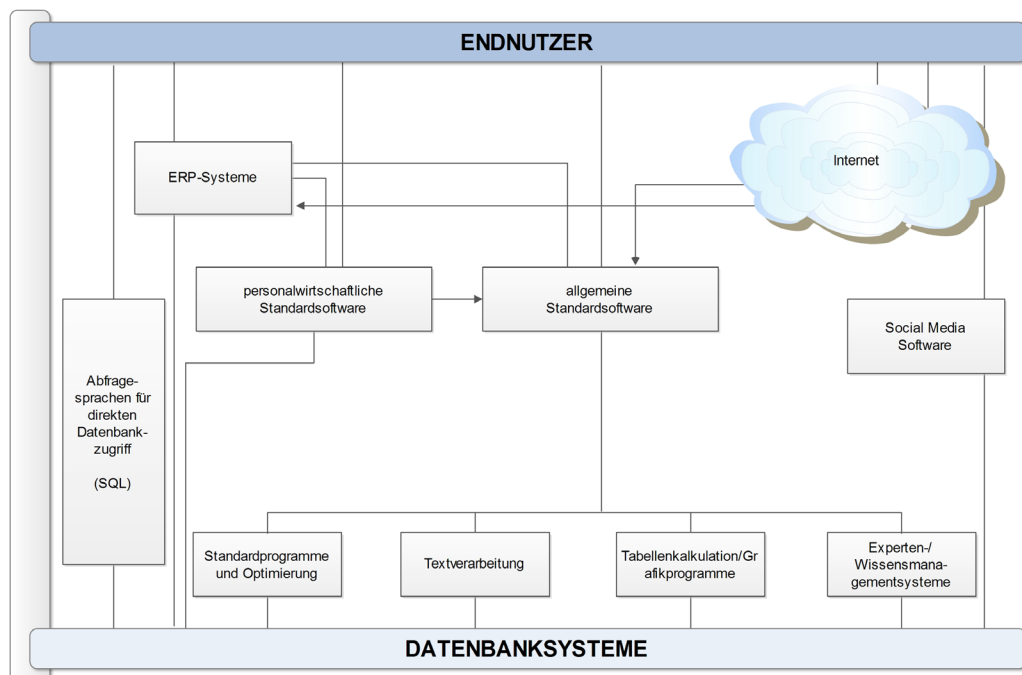 ENDNUTZER
Internet
ERP-Systeme
personalwirtschaftliche
Standardsoftware
allgemeine
Standardsoftware
Social Media
Software
Abfrage-
sprachen für
direkten
Datenbank-
zugriff
(SQL)
Standardprogramme
und Optimierung
Textverarbeitung
Tabellenkalkulation/Gr
afikprogramme
Experten-/
Wissensmana-
gementsysteme
DATENBANKSYSTEME